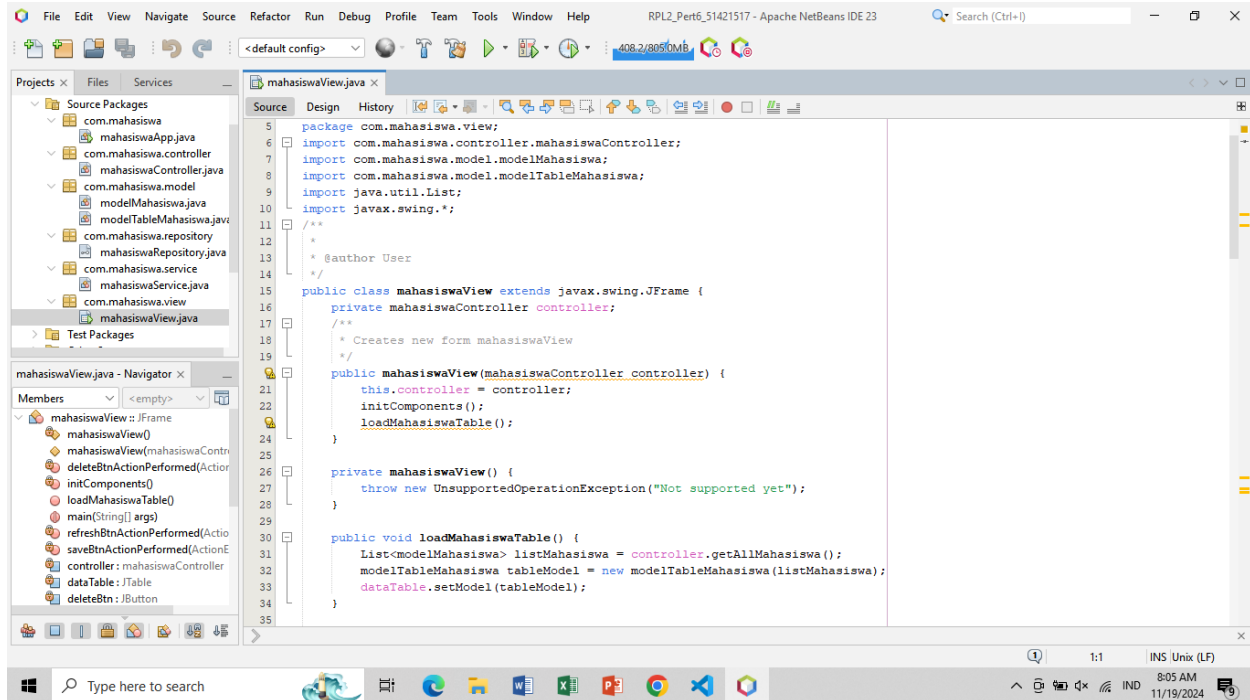 File Edit View Navigate Source Refactor Run Debug Profile Team Tools Window Help RPL2_Pert6_51421517 - Apache NetBeans IDE 23 Search (Ctrl+I)
<default config> 408.2/805.0MB
Projects Files Services
Source Packages
com.mahasiswa
mahasiswaApp.java
com.mahasiswa.controller
mahasiswaController.java
com.mahasiswa.model
modelMahasiswa.java
modelTableMahasiswa.java
com.mahasiswa.repository
mahasiswaRepository.java
com.mahasiswa.service
mahasiswaService.java
com.mahasiswa.view
mahasiswaView.java
Test Packages
mahasiswaView.java - Navigator
Members <empty>
mahasiswaView :: JFrame
mahasiswaView()
mahasiswaView(mahasiswaContr
deleteBtnActionPerformed(Action
initComponents()
loadMahasiswaTable()
main(String[] args)
refreshBtnActionPerformed(Actio
saveBtnActionPerformed(ActionE
controller : mahasiswaController
dataTable : JTable
deleteBtn : JButton
mahasiswaView.java
Source Design History
5 package com.mahasiswa.view;
6 import com.mahasiswa.controller.mahasiswaController;
7 import com.mahasiswa.model.modelMahasiswa;
8 import com.mahasiswa.model.modelTableMahasiswa;
9 import java.util.List;
10 import javax.swing.*;
11 /**
12 *
13 * @author User
14 */
15 public class mahasiswaView extends javax.swing.JFrame {
16 private mahasiswaController controller;
17 /**
18 * Creates new form mahasiswaView
19 */
public mahasiswaView(mahasiswaController controller) {
21 this.controller = controller;
22 initComponents();
loadMahasiswaTable();
24 }
25
26 private mahasiswaView() {
27 throw new UnsupportedOperationException("Not supported yet");
28 }
29
30 public void loadMahasiswaTable() {
31 List<modelMahasiswa> listMahasiswa = controller.getAllMahasiswa();
32 modelTableMahasiswa tableModel = new modelTableMahasiswa(listMahasiswa);
33 dataTable.setModel(tableModel);
34 }
35
1 1:1 INS Unix (LF)
Type here to search IND 8:05 AM 9
11/19/2024